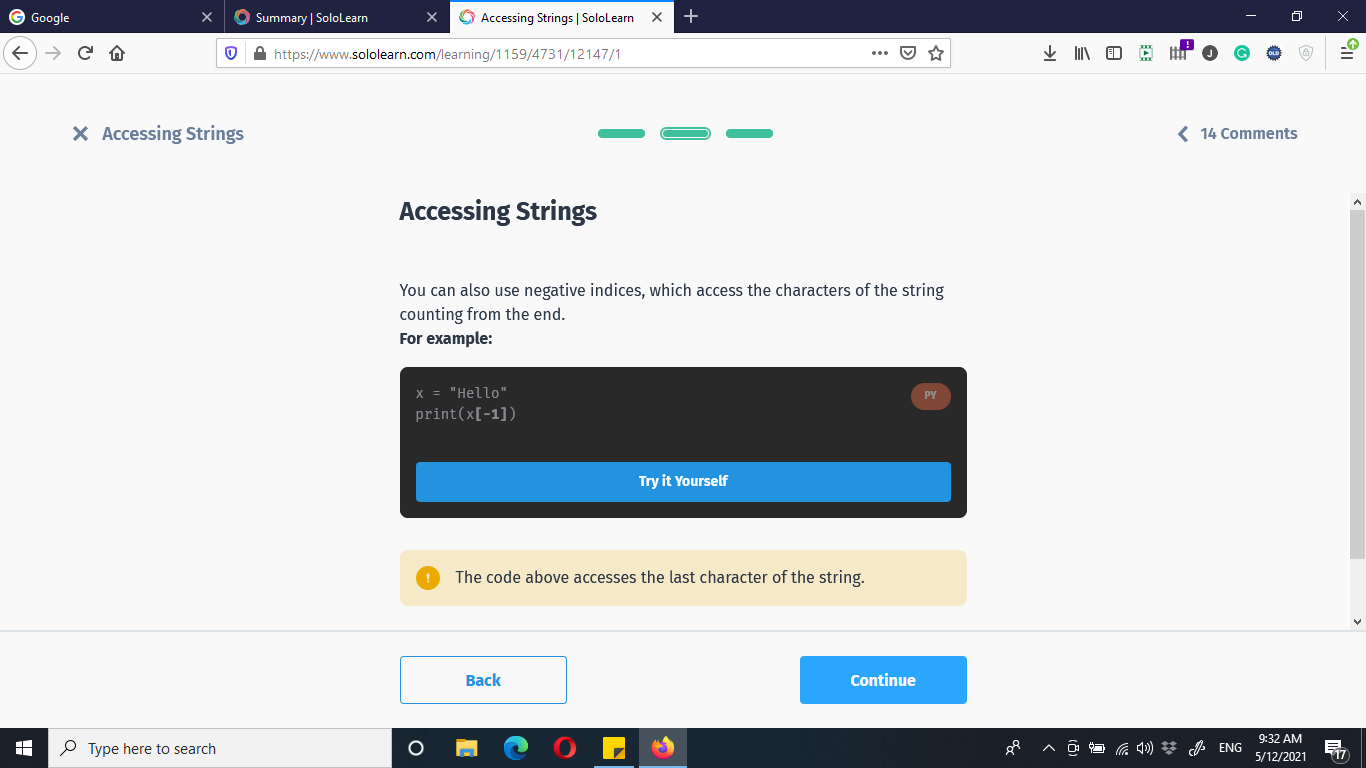 Google
Summary | SoloLearn
Accessing Strings | SoloLearn
https://www.sololearn.com/learning/1159/4731/12147/1
Accessing Strings
14 Comments
Accessing Strings
You can also use negative indices, which access the characters of the string
counting from the end.
For example:
x = "Hello"
PY
print(x[-1])
Try it Yourself
The code above accesses the last character of the string.
Back
Continue
Type here to search
ENG
9:32 AM
5/12/2021
17